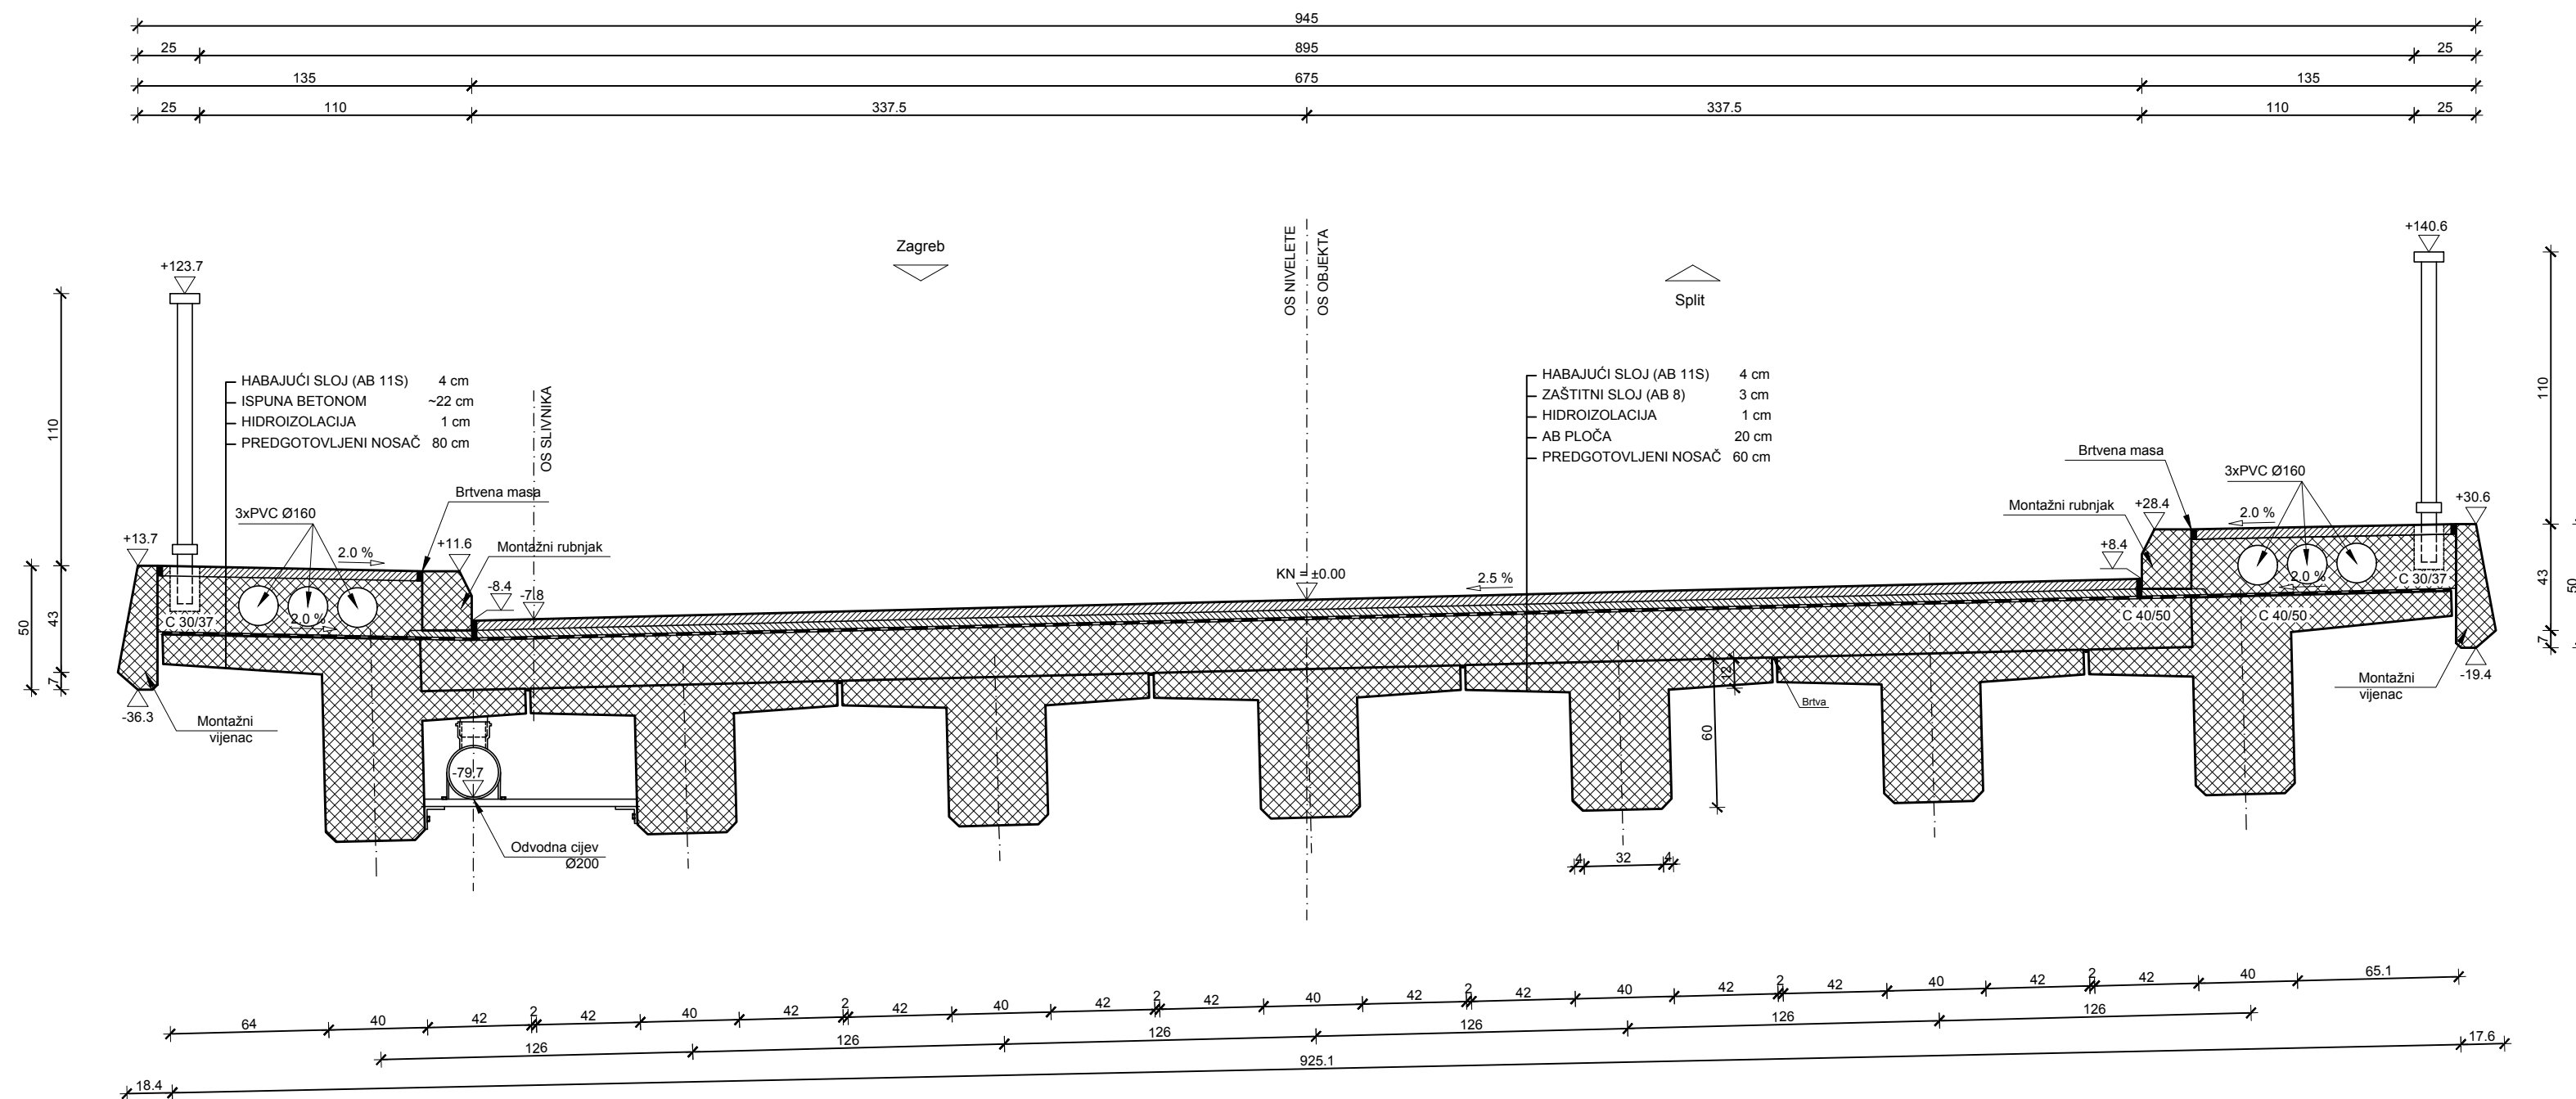 945
25 895 25
135 675 135
25 110 337.5 337.5 110 25
OS NIVELETE
OS OBJEKTA
Zagreb
Split
+123.7
+140.6
HABAJUĆI SLOJ (AB 11S) 4 cm
ISPUNA BETONOM ~22 cm
HIDROIZOLACIJA 1 cm
PREDGOTOVLJENI NOSAČ 80 cm
OS SLIVNIKA
HABAJUĆI SLOJ (AB 11S) 4 cm
ZAŠTITNI SLOJ (AB 8) 3 cm
HIDROIZOLACIJA 1 cm
AB PLOČA 20 cm
PREDGOTOVLJENI NOSAČ 60 cm
110
43
7
50
110
43
7
50
Brtvena masa
3xPVC Ø160
2.0 %
+13.7
+11.6
Montažni rubnjak
-8.4
-7.8
2.0 %
C 30/37
-36.3
Montažni
vijenac
KN = ±0.00
2.5 %
Brtvena masa
3xPVC Ø160
Montažni rubnjak
+28.4
2.0 %
+30.6
+8.4
2.0 %
C 30/37
C 40/50
C 40/50
-19.4
Montažni
vijenac
12
60
Brtva
-79.7
Odvodna cijev
Ø200
4 32 4
64 40 42 2 42 40 42 2 42 40 42 2 42 40 42 2 42 40 42 2 42 40 42 2 42 40 65.1
126 126 126 126 126 126
18.4 925.1 17.6